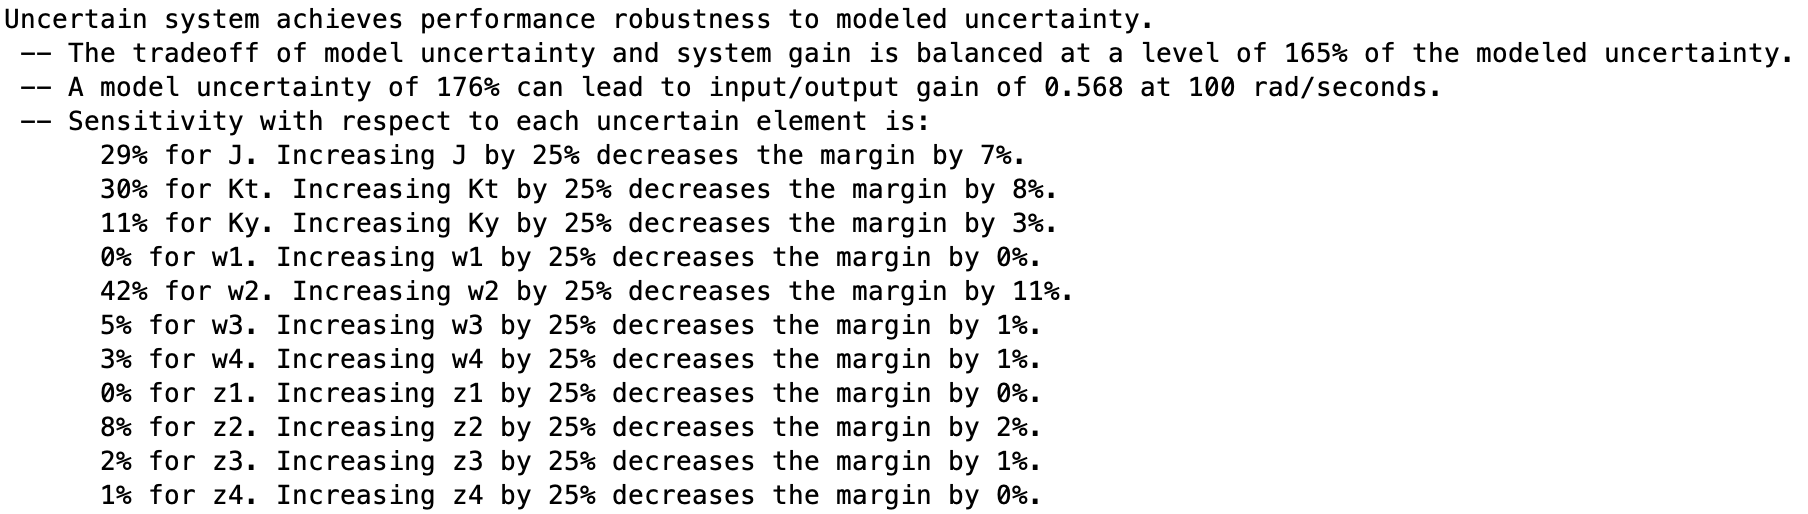 Uncertain system achieves performance robustness to modeled uncertainty.
-- The tradeoff of model uncertainty and system gain is balanced at a level of 165% of the modeled uncertainty.
-- A model uncertainty of 176% can lead to input/output gain of 0.568 at 100 rad/seconds.
-- Sensitivity with respect to each uncertain element is:
29% for J. Increasing J by 25% decreases the margin by 7%.
30% for Kt. Increasing Kt by 25% decreases the margin by 8%.
11% for Ky. Increasing Ky by 25% decreases the margin by 3%.
0% for w1. Increasing w1 by 25% decreases the margin by 0%.
42% for w2. Increasing w2 by 25% decreases the margin by 11%.
5% for w3. Increasing w3 by 25% decreases the margin by 1%.
3% for w4. Increasing w4 by 25% decreases the margin by 1%.
0% for z1. Increasing z1 by 25% decreases the margin by 0%.
8% for z2. Increasing z2 by 25% decreases the margin by 2%.
2% for z3. Increasing z3 by 25% decreases the margin by 1%.
1% for z4. Increasing z4 by 25% decreases the margin by 0%.